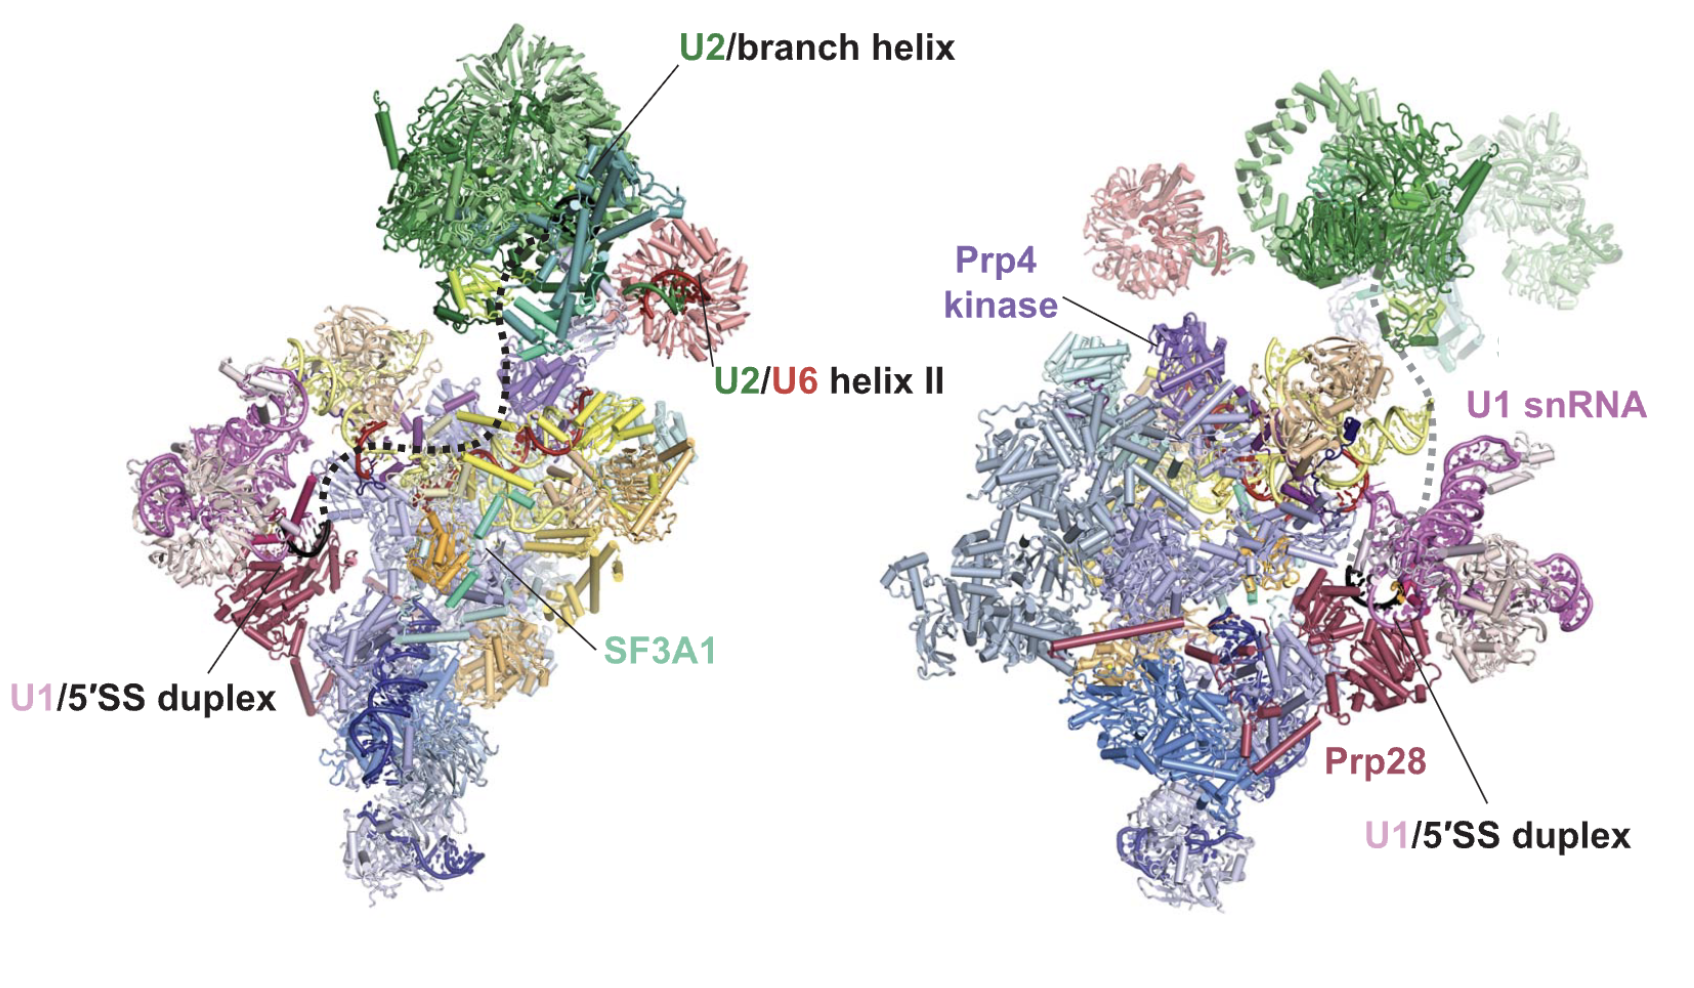 U2/branch helix
Prp4
kinase
U2/U6 helix II
U1 snRNA
SF3A1
U1/5′SS duplex
Prp28
U1/5′SS duplex